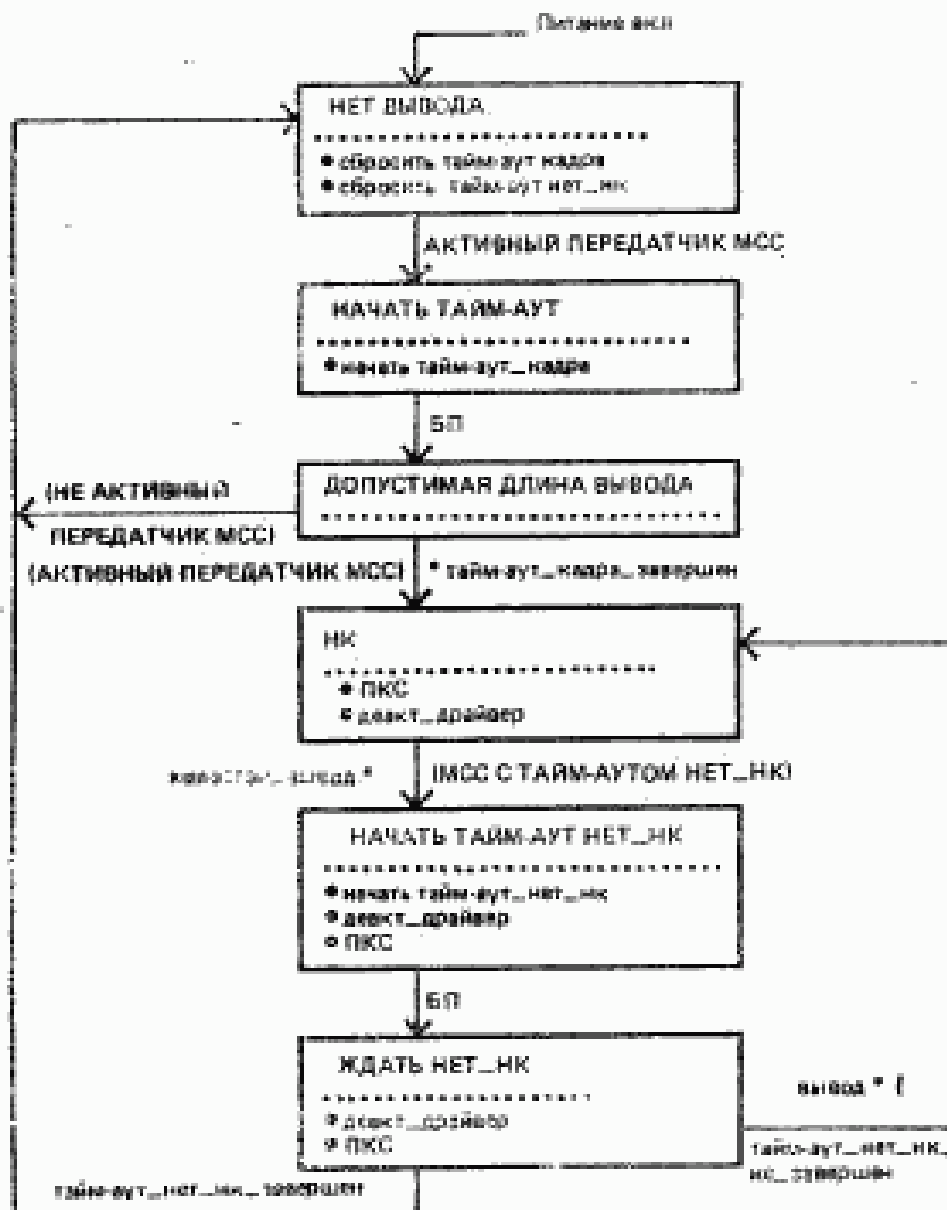 Питание вкл
НЕТ ВЫВОДА
• сбросить тайм-аут кадра
• сбросить тайм-аут нет_нк
АКТИВНЫЙ ПЕРЕДАТЧИК МСС
НАЧАТЬ ТАЙМ-АУТ
• начать тайм-аут_кадра
БП
(НЕ АКТИВНЫЙ
ПЕРЕДАТЧИК МСС)
ДОПУСТИМАЯ ДЛИНА ВЫВОДА
(АКТИВНЫЙ ПЕРЕДАТЧИК МСС) * тайм-аут_кадра_завершен
НК
• ПКС
• деакт_драйвер
вывод *
(МСС С ТАЙМ-АУТОМ НЕТ_НК)
НАЧАТЬ ТАЙМ-АУТ НЕТ_НК
• начать тайм-аут_нет_нк
• деакт_драйвер
• ПКС
БП
ЖДАТЬ НЕТ_НК
• деакт_драйвер
• ПКС
вывод * (
тайм-аут_нет_нк_
не_завершен
тайм-аут_нет_нк_завершен